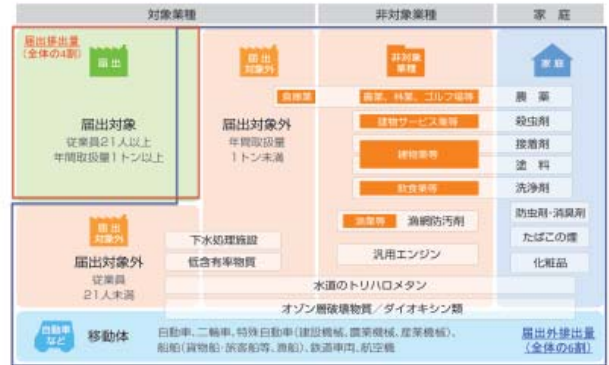 対象業種
非対象業種
家庭
届出排出量
(全体の4割)
届出
届出対象
従業員21人以上
年間取扱量1トン以上
届出
対象外
届出対象外
年間取扱量
1トン未満
非対象
業種
家庭
農業、林業、ゴルフ場等
農薬
建物サービス業等
殺虫剤
接着剤
建物業等
塗料
飲食業等
洗浄剤
漁業等
漁網防汚剤
防虫剤・消臭剤
届出
対象外
届出対象外
従業員
21人未満
下水処理施設
低含有率物質
汎用エンジン
たばこの煙
化粧品
水道のトリハロメタン
オゾン層破壊物質／ダイオキシン類
自動車
など
移動体
自動車、二輪車、特殊自動車(建設機械、農業機械、産業機械)、
船舶(貨物船・旅客船等、漁船)、鉄道車両、航空機
届出外排出量
(全体の6割)